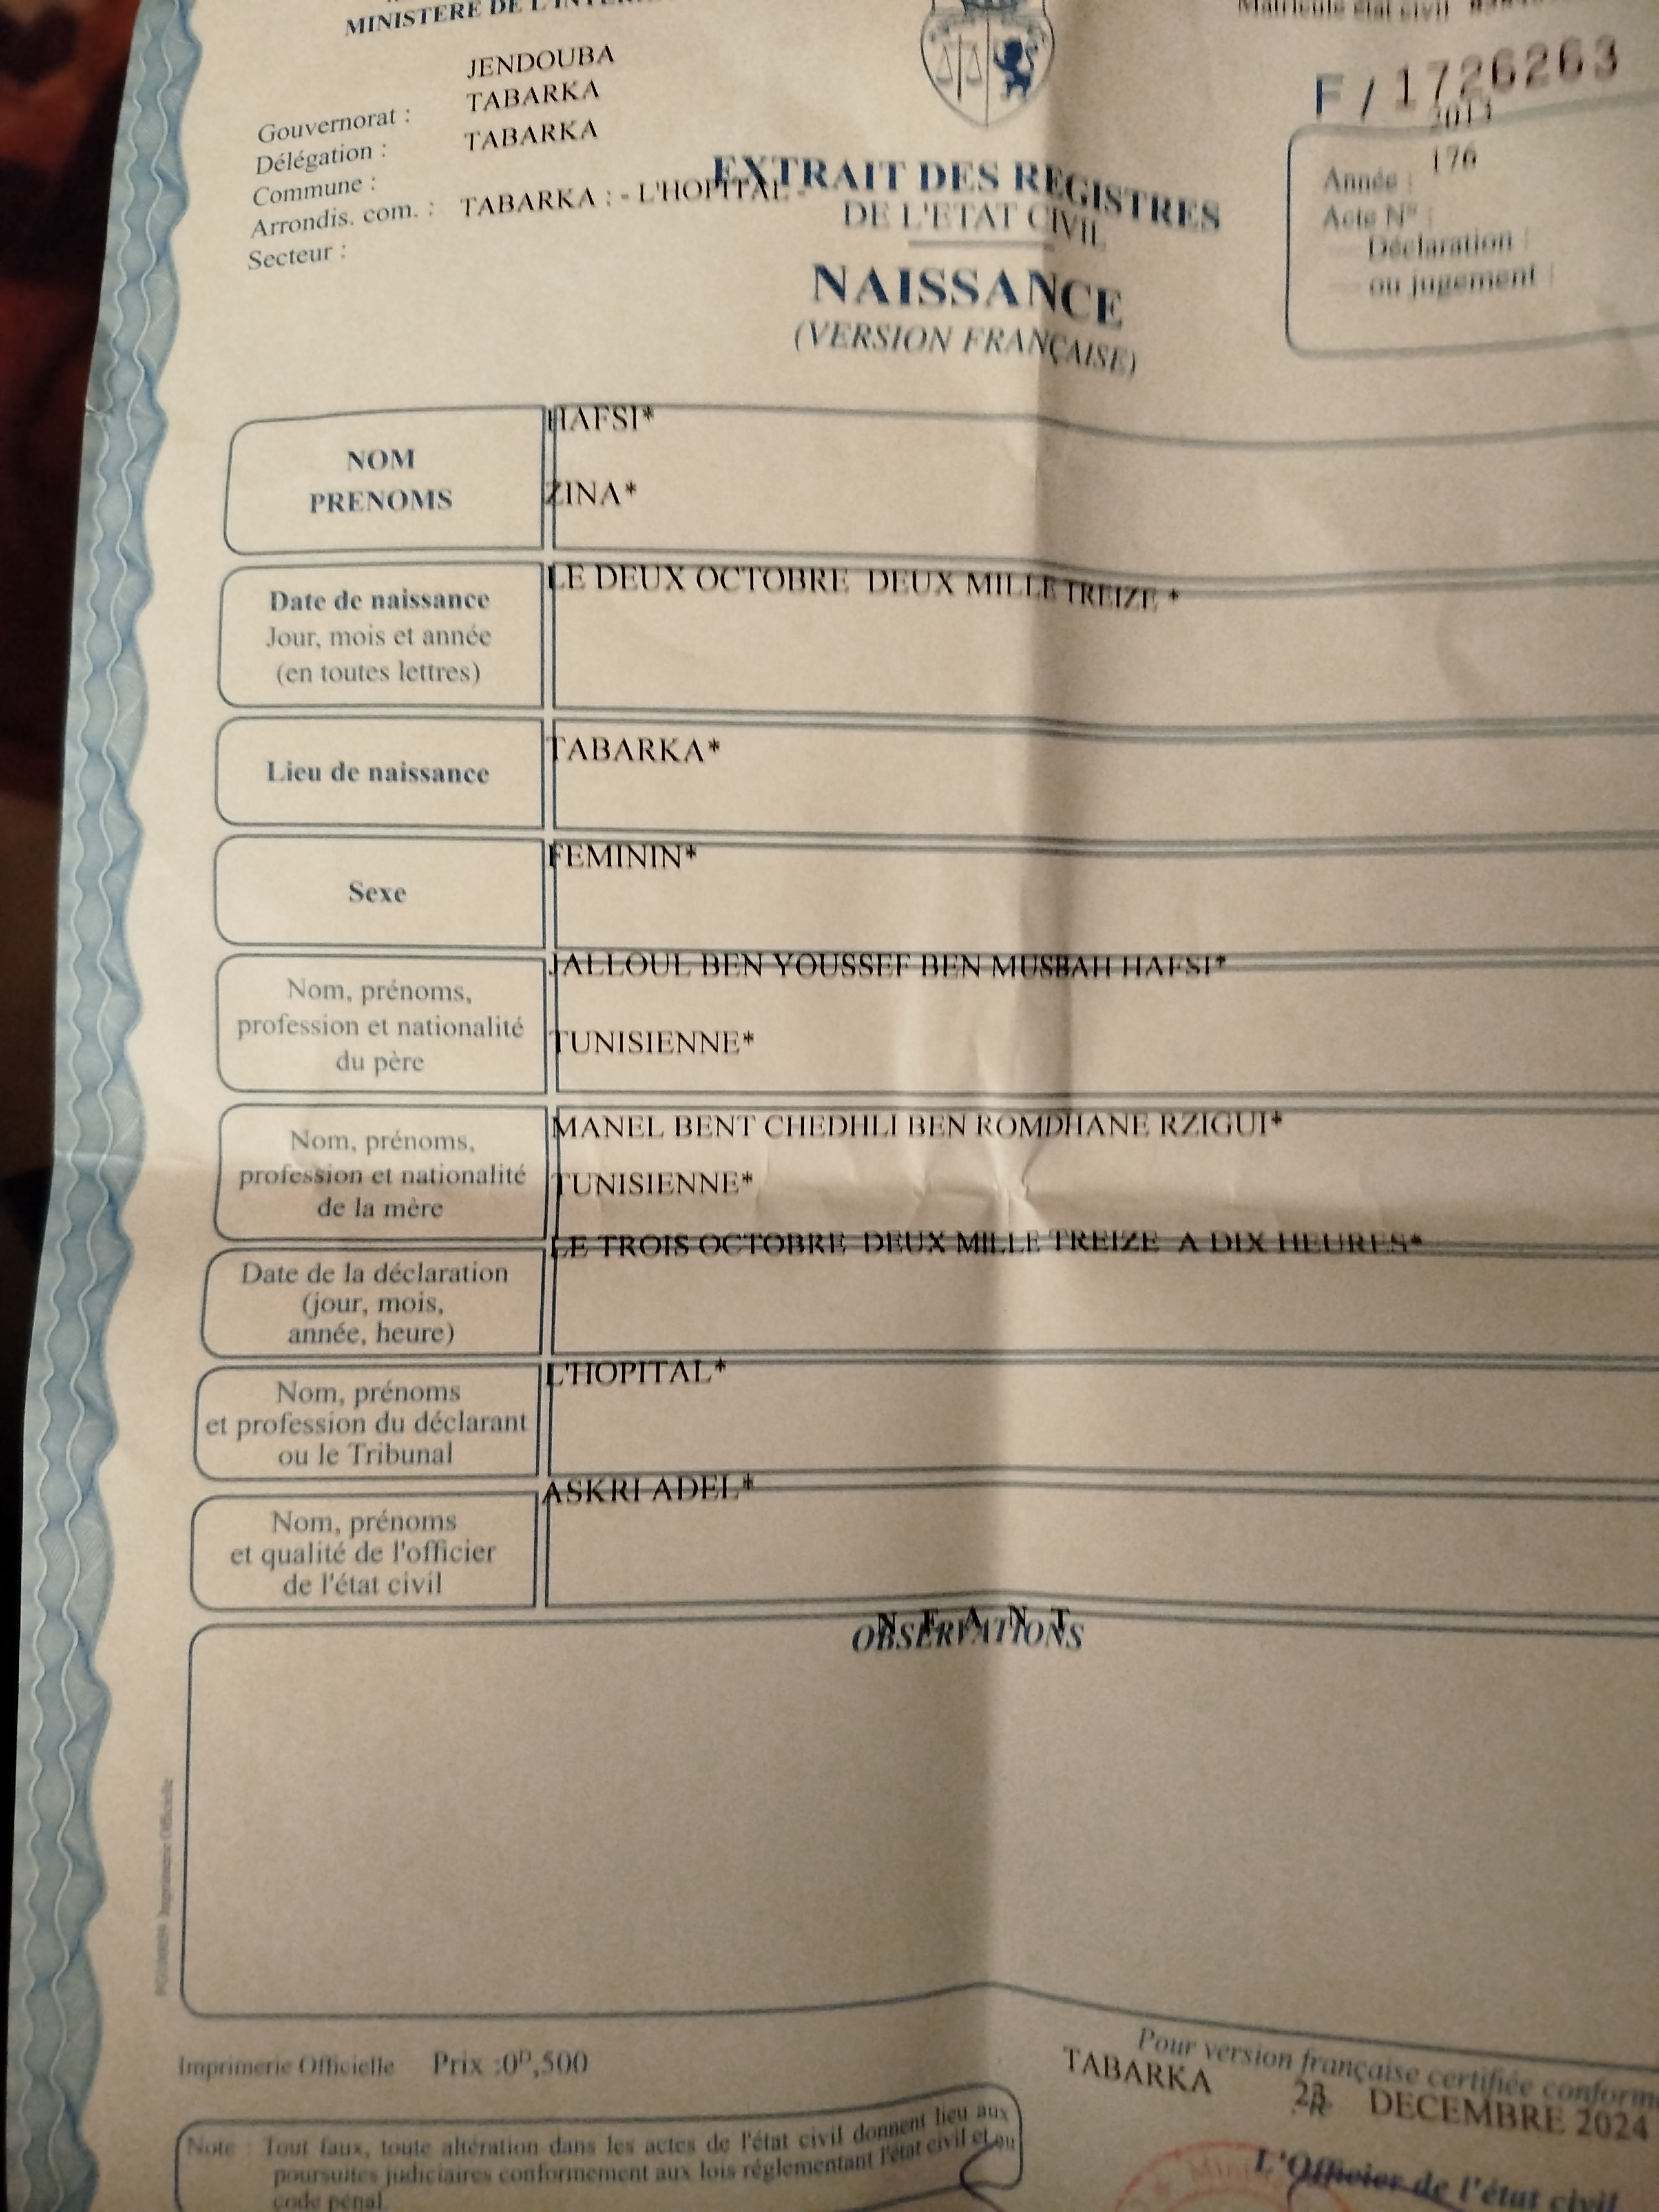 MINISTERE DE L'INTER
Matricule état civil
JENDOUBA
F / 1726263
Gouvernorat :
TABARKA
2013
Délégation :
TABARKA
Année :
176
Commune :
EXTRAIT DES REGISTRES
Acte N° :
Arrondis. com. :
TABARKA : - L'HOPITAL -
DE L'ETAT CIVIL
Déclaration :
Secteur :
ou jugement :
NAISSANCE
(VERSION FRANÇAISE)
NOM
HAFSI*
PRENOMS
ZINA*
Date de naissance
LE DEUX OCTOBRE DEUX MILLE TREIZE *
Jour, mois et année
(en toutes lettres)
Lieu de naissance
TABARKA*
Sexe
FEMININ*
Nom, prénoms,
profession et nationalité
du père
JALLOUL BEN YOUSSEF BEN MUSBAH HAFSI*
TUNISIENNE*
Nom, prénoms,
profession et nationalité
de la mère
MANEL BENT CHEDHLI BEN ROMDHANE RZIGUI*
TUNISIENNE*
Date de la déclaration
(jour, mois,
année, heure)
LE TROIS OCTOBRE DEUX MILLE TREIZE A DIX HEURES*
Nom, prénoms
et profession du déclarant
ou le Tribunal
L'HOPITAL*
Nom, prénoms
et qualité de l'officier
de l'état civil
ASKRI ADEL*
N E A N T
OBSERVATIONS
Imprimerie Officielle
Imprimerie Officielle Prix :0D,500
Pour version française certifiée conforme
TABARKA DECEMBRE 2024
Note : Tout faux, toute altération dans les actes de l'état civil donnent lieu aux
poursuites judiciaires conformement aux lois réglementant l'état civil et au
code pénal.
L'Officier de l'état civil